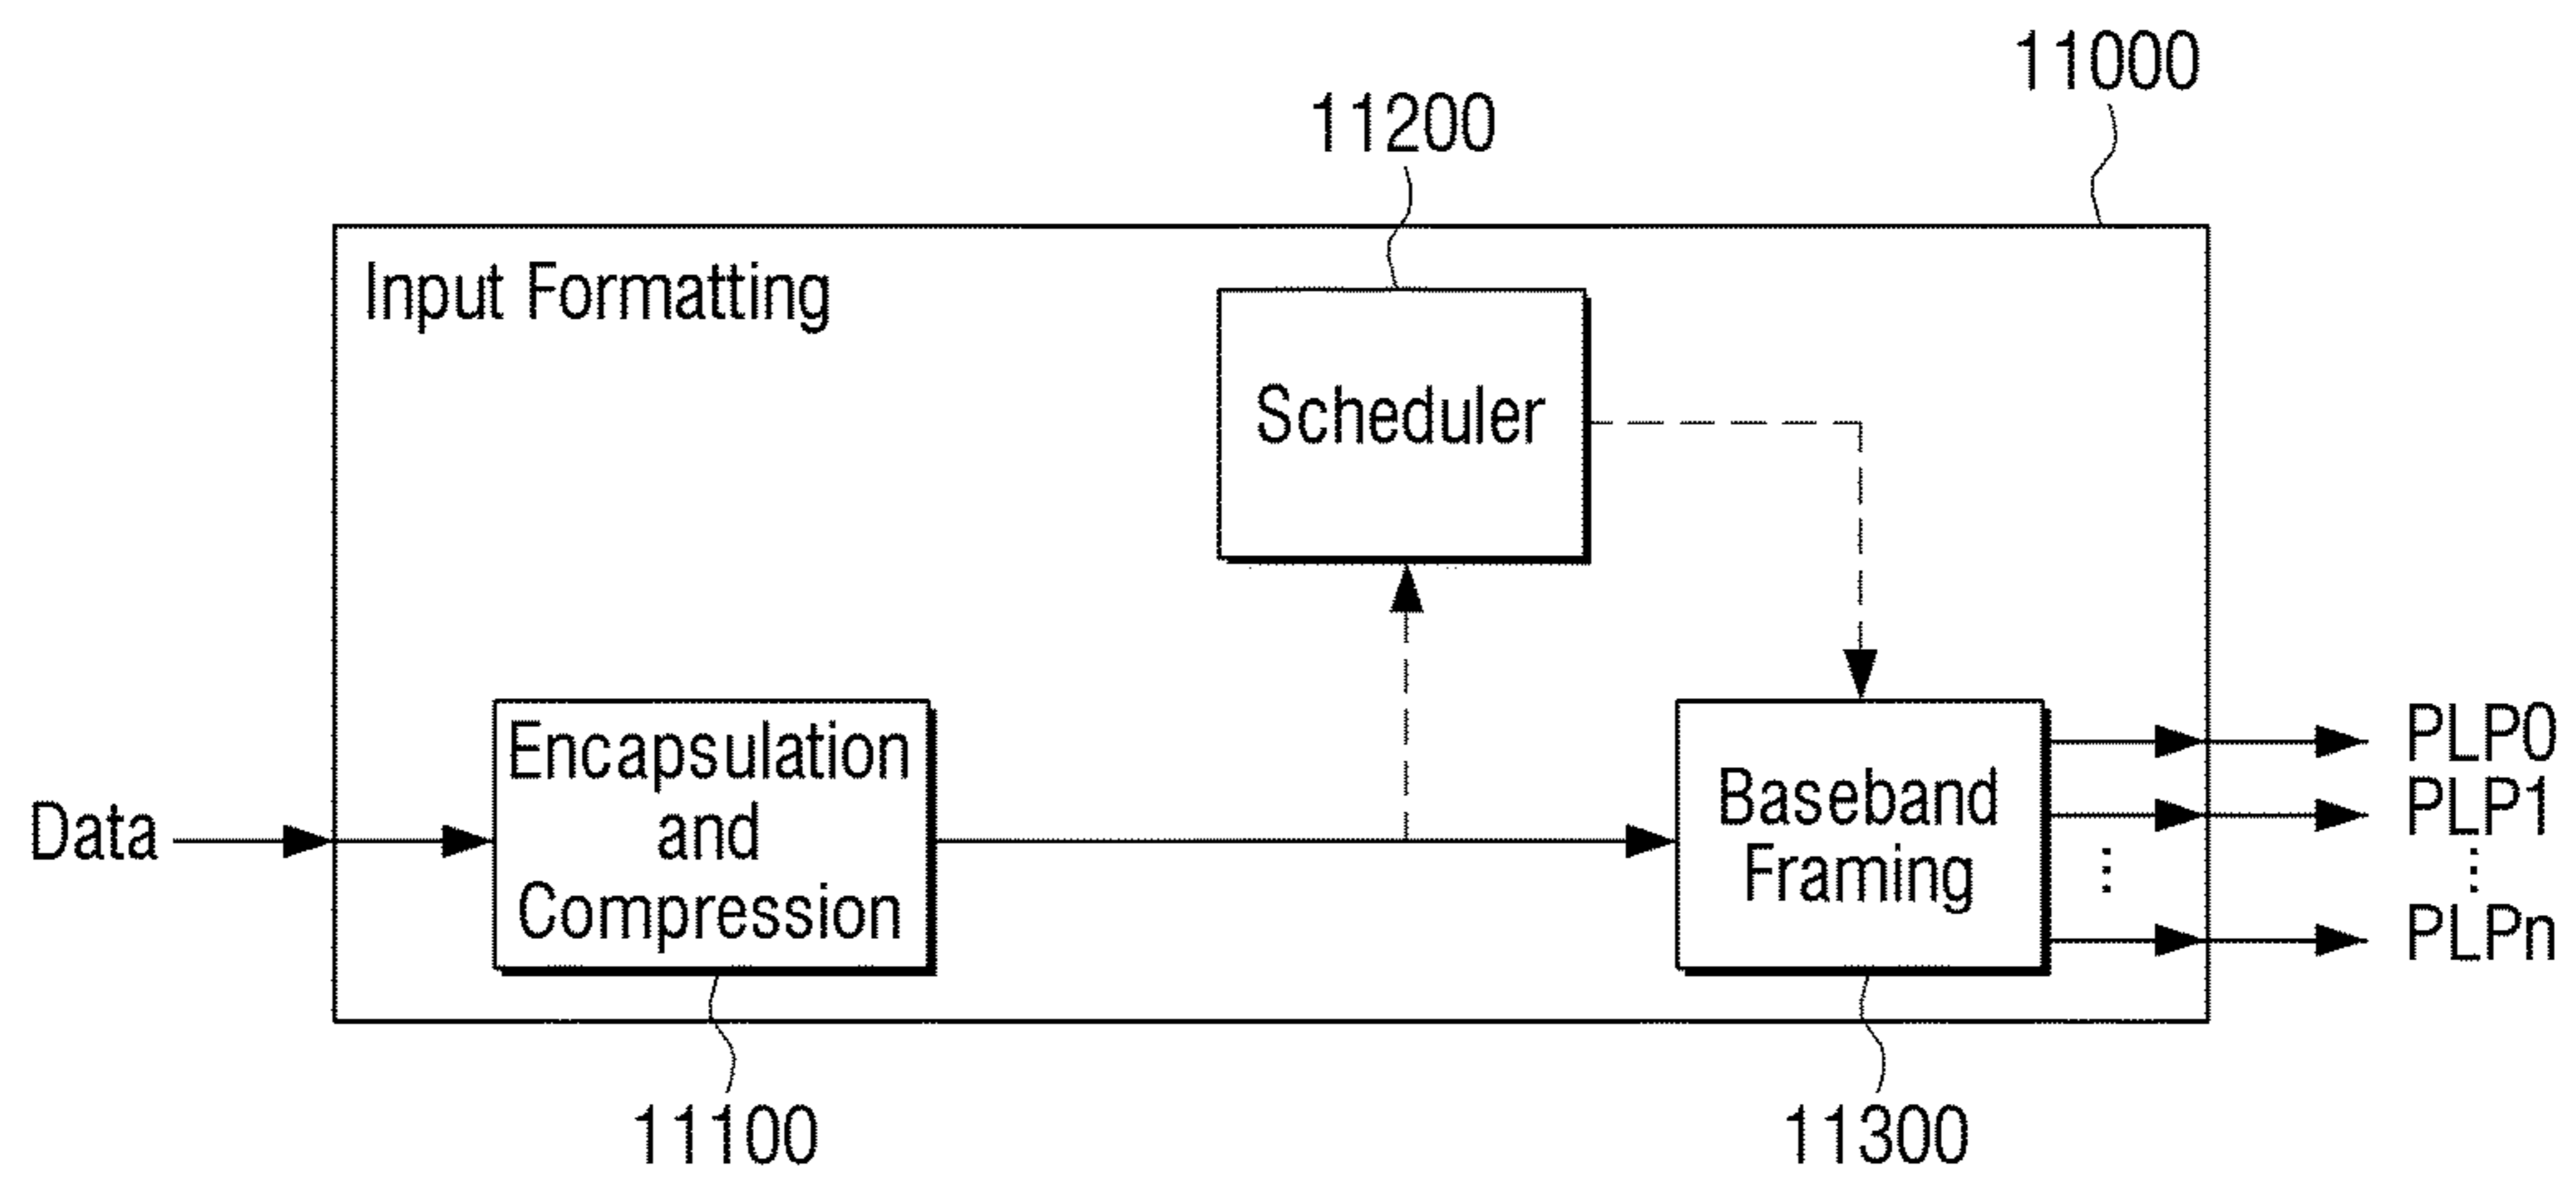 11000
11200
Input Formatting
Scheduler
Encapsulation
and
Compression
Data
Baseband
Framing
PLP0
PLP1
⋮
⋮
PLPn
11100
11300